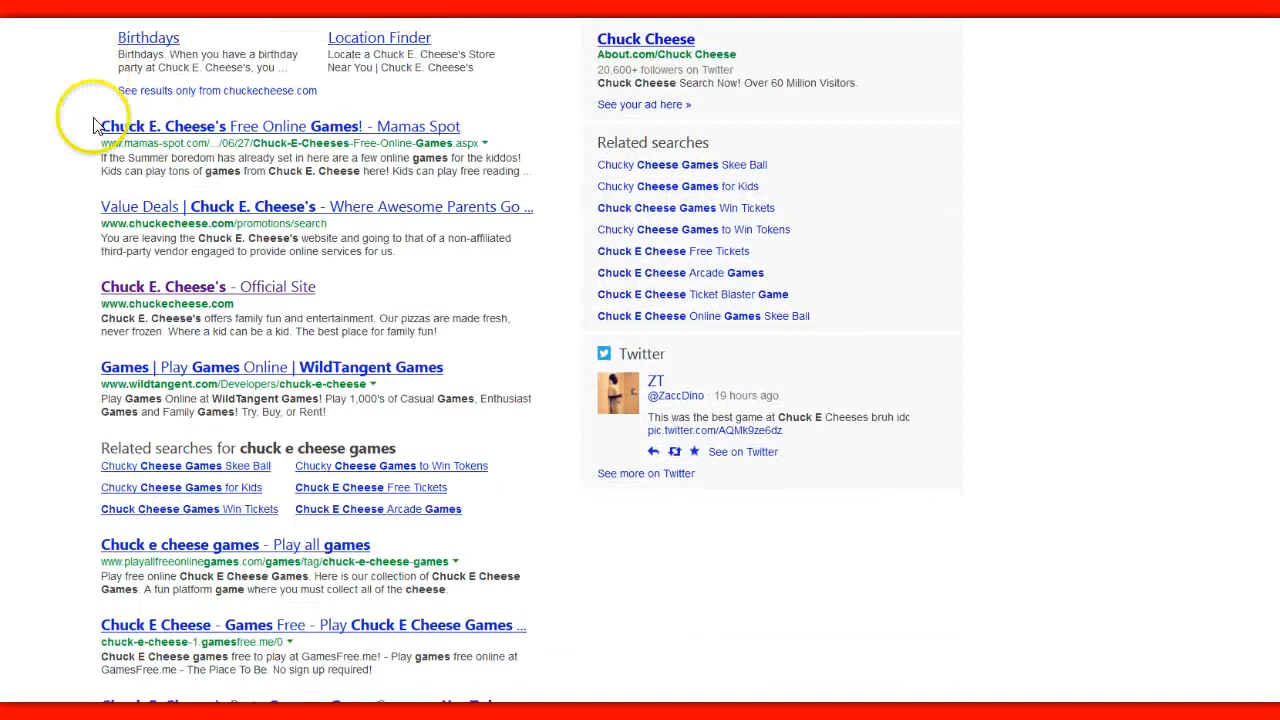 Birthdays
Birthdays. When you have a birthday
party at Chuck E. Cheese's, you ...
Location Finder
Locate a Chuck E. Cheese's Store
Near You | Chuck E. Cheese's
See results only from chuckecheese.com
Chuck E. Cheese's Free Online Games! - Mamas Spot
www.mamas-spot.com/.../06/27/Chuck-E-Cheeses-Free-Online-Games.aspx
If the Summer boredom has already set in here are a few online games for the kiddos!
Kids can play tons of games from Chuck E. Cheese here! Kids can play free reading ...
Value Deals | Chuck E. Cheese's - Where Awesome Parents Go ...
www.chuckecheese.com/promotions/search
You are leaving the Chuck E. Cheese's website and going to that of a non-affiliated
third-party vendor engaged to provide online services for us.
Chuck E. Cheese's - Official Site
www.chuckecheese.com
Chuck E. Cheese's offers family fun and entertainment. Our pizzas are made fresh,
never frozen. Where a kid can be a kid. The best place for family fun!
Games | Play Games Online | WildTangent Games
www.wildtangent.com/Developers/chuck-e-cheese
Play Games Online at WildTangent Games! Play 1,000's of Casual Games, Enthusiast
Games and Family Games! Try, Buy, or Rent!
Related searches for chuck e cheese games
Chucky Cheese Games Skee Ball
Chucky Cheese Games to Win Tokens
Chucky Cheese Games for Kids
Chuck E Cheese Free Tickets
Chuck Cheese Games Win Tickets
Chuck E Cheese Arcade Games
Chuck e cheese games - Play all games
www.playallfreeonlinegames.com/games/tag/chuck-e-cheese-games
Play free online Chuck E Cheese Games. Here is our collection of Chuck E Cheese
Games. A fun platform game where you must collect all of the cheese.
Chuck E Cheese - Games Free - Play Chuck E Cheese Games ...
chuck-e-cheese-1.gamesfree.me/0
Chuck E Cheese games free to play at GamesFree.me! - Play games free online at
GamesFree.me - The Place To Be. No sign up required!
Chuck Cheese
About.com/Chuck Cheese
20,600+ followers on Twitter
Chuck Cheese Search Now! Over 60 Million Visitors.
See your ad here »
Related searches
Chucky Cheese Games Skee Ball
Chucky Cheese Games for Kids
Chuck Cheese Games Win Tickets
Chucky Cheese Games to Win Tokens
Chuck E Cheese Free Tickets
Chuck E Cheese Arcade Games
Chuck E Cheese Ticket Blaster Game
Chuck E Cheese Online Games Skee Ball
Twitter
ZT
@ZaccDino · 19 hours ago
This was the best game at Chuck E Cheeses bruh idc
pic.twitter.com/AQMk9ze6dz
See on Twitter
See more on Twitter